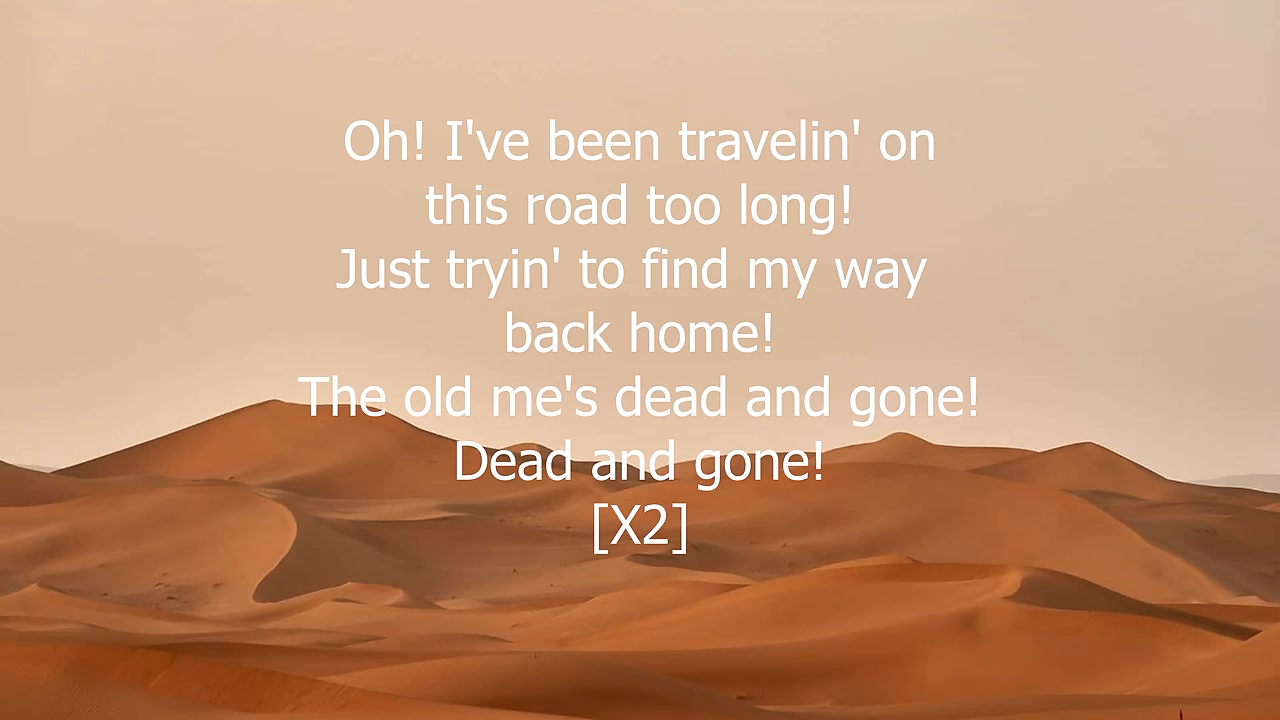 Oh! I've been travelin' on
this road too long!
Just tryin' to find my way
back home!
The old me's dead and gone!
Dead and gone!
[X2]